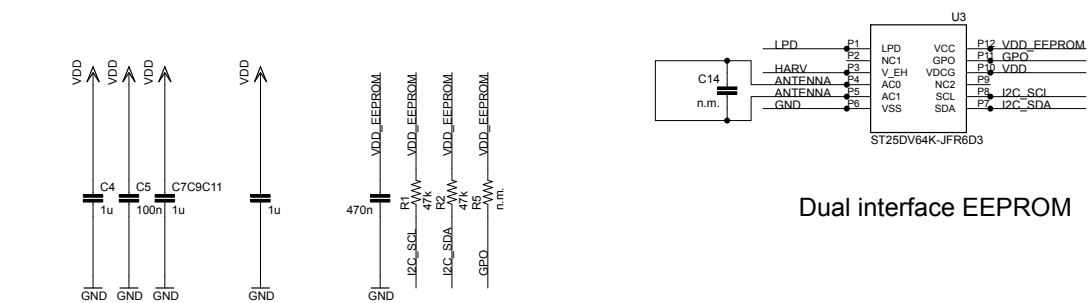 VDD
VDD
VDD
VDD
VDD_EEPROM
VDD_EEPROM
VDD_EEPROM
VDD_EEPROM
C4
1u
C5
100n
C7C9C11
1u
1u
470n
R1
47k
R2
47k
R5
n.m.
I2C_SCL
I2C_SDA
GPO
GND
GND
GND
GND
GND
U3
LPD P1 LPD VCC P12 VDD_EEPROM
P2 NC1 GPO P11 GPO
HARV P3 V_EH VDCG P10 VDD
ANTENNA P4 AC0 NC2 P9
ANTENNA P5 AC1 SCL P8 I2C_SCL
GND P6 VSS SDA P7 I2C_SDA
C14
n.m.
ST25DV64K-JFR6D3
Dual interface EEPROM